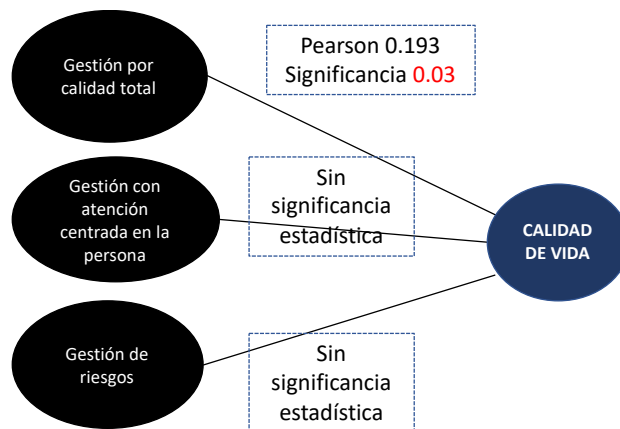 Gestión por
calidad total
Pearson 0.193
Significancia 0.03
Gestión con
atención
centrada en la
persona
Sin
significancia
estadística
CALIDAD
DE VIDA
Gestión de
riesgos
Sin
significancia
estadística